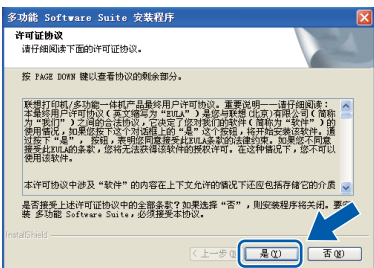 多功能 Software Suite 安装程序
许可证协议
请仔细阅读下面的许可证协议。
按 PAGE DOWN 键以查看协议的剩余部分。
联想打印机/多功能一体机产品最终用户许可协议。重要说明——请仔细阅读：
本最终用户许可协议（英文缩写为“EULA”）是您与联想(北京)有限公司（简称
为“我们”）之间的合法协议，它决定了您对我们的软件（简称为“软件”）的
使用情况，如果您按下这个对话框上的“是”这个按钮，将开始安装该软件。通
过按下“是”，按钮，表明您同意接受此EULA条款的法律约束。如果您不同意
接受此EULA的条款，您将无法获得该软件的授权许可。在这种情况下，您不可以
使用该软件。
本许可协议中涉及“软件”的内容在上下文允许的情况下还应包括存储它的介质
是否接受上述许可证协议中的全部条款？如果选择“否”，则安装程序将关闭。要安
装 多功能 Software Suite，必须接受本协议。
InstallShield
< 上一步(B) 是(Y) 否(N)